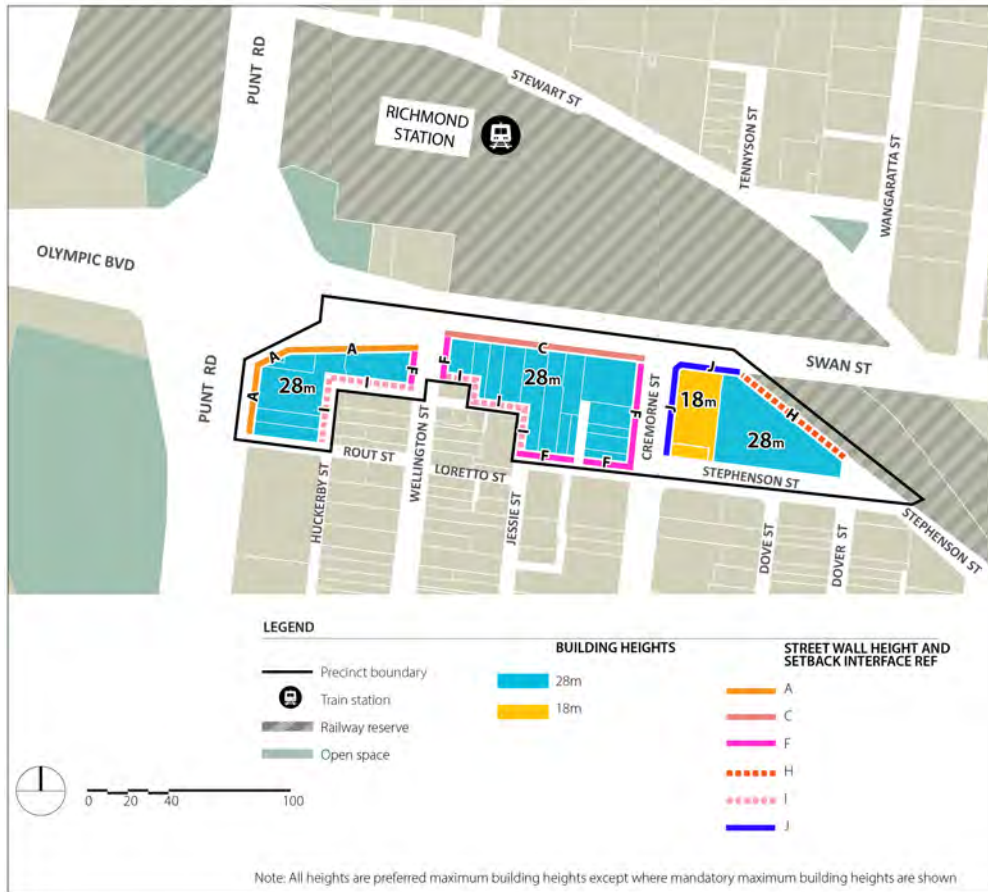 PUNT RD
STEWART ST
RICHMOND
STATION
TENNYSON ST
WANGARATTA ST
OLYMPIC BVD
SWAN ST
PUNT RD
A
A
A
28m
F
I
I
F
C
I
I
28m
F
F
F
CREMORNE ST
J
J
18m
H
28m
ROUT ST
HUCKERBY ST
WELLINGTON ST
LORETTO ST
JESSIE ST
STEPHENSON ST
DOVE ST
DOVER ST
STEPHENSON ST
LEGEND
Precinct boundary
Train station
Railway reserve
Open space
0 20 40 100
BUILDING HEIGHTS
28m
18m
STREET WALL HEIGHT AND
SETBACK INTERFACE REF
A
C
F
H
I
J
Note: All heights are preferred maximum building heights except where mandatory maximum building heights are shown